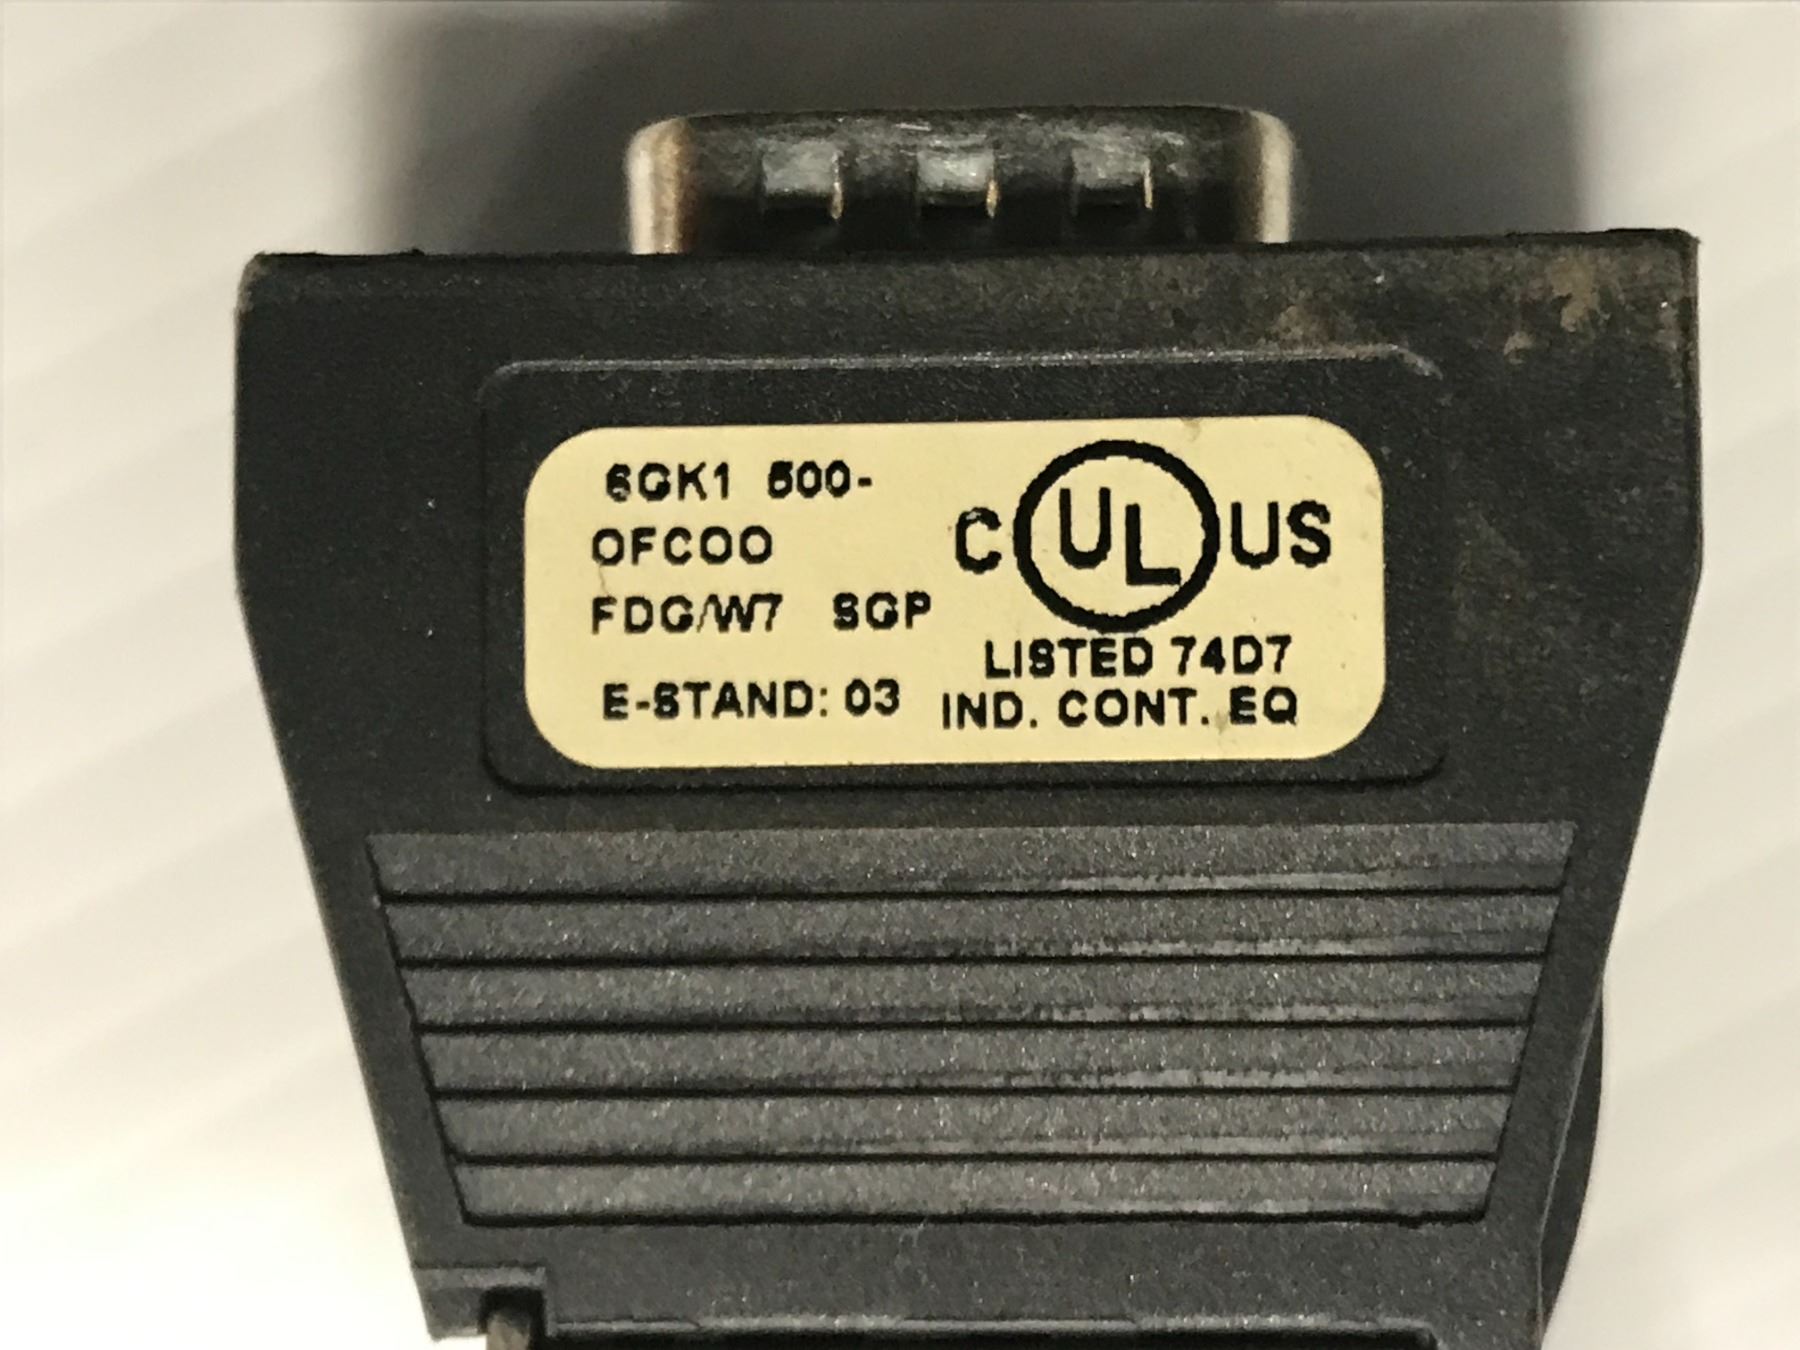 6GK1 500-
0FC00
FDG/W7 SGP
E-STAND: 03
C UL US
LISTED 74D7
IND. CONT. EQ